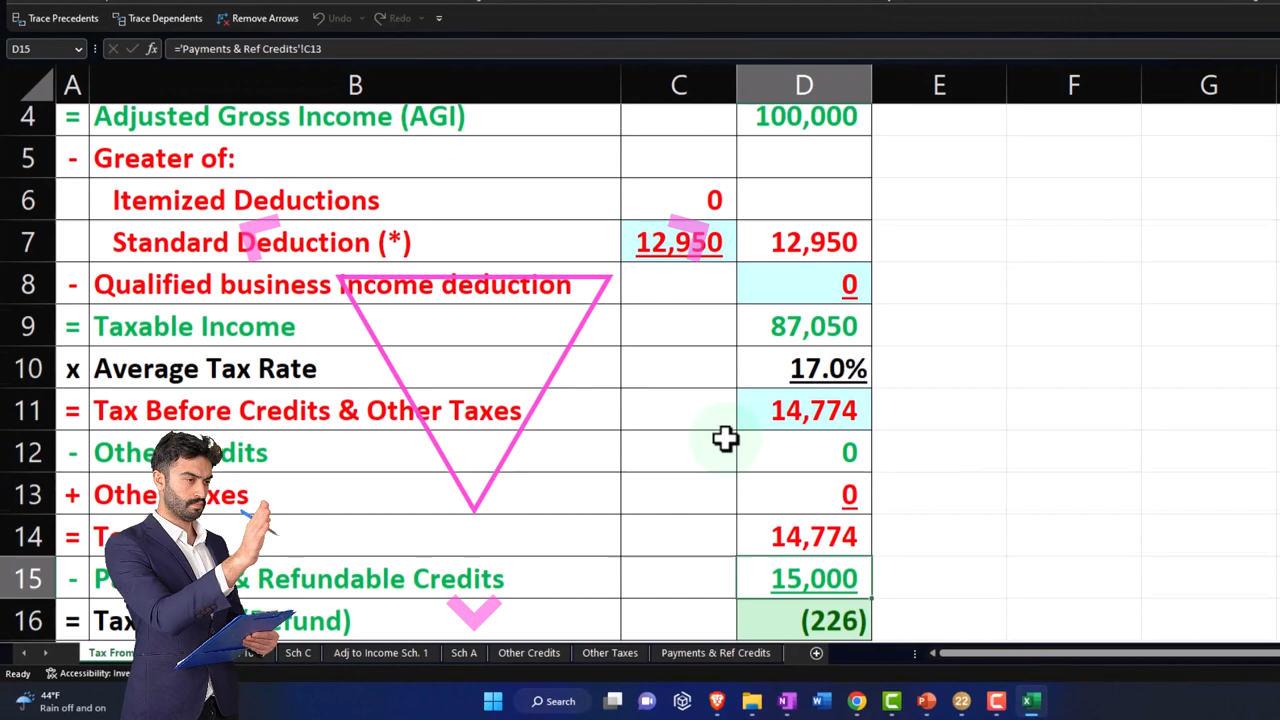 Trace Precedents Trace Dependents Remove Arrows Undo Redo
D15 fx ='Payments & Ref Credits'!C13
A B C D E F G
4 = Adjusted Gross Income (AGI) 100,000
5 - Greater of:
6 Itemized Deductions 0
7 Standard Deduction (*) 12,950 12,950
8 - Qualified business income deduction 0
9 = Taxable Income 87,050
10 x Average Tax Rate 17.0%
11 = Tax Before Credits & Other Taxes 14,774
12 - 0
13 + 0
14 = 14,774
15 - & Refundable Credits 15,000
16 = (226)
Tax From Sch C Adj to Income Sch. 1 Sch A Other Credits Other Taxes Payments & Ref Credits
Ready Accessibility:
44°F Search 22
Rain off and on